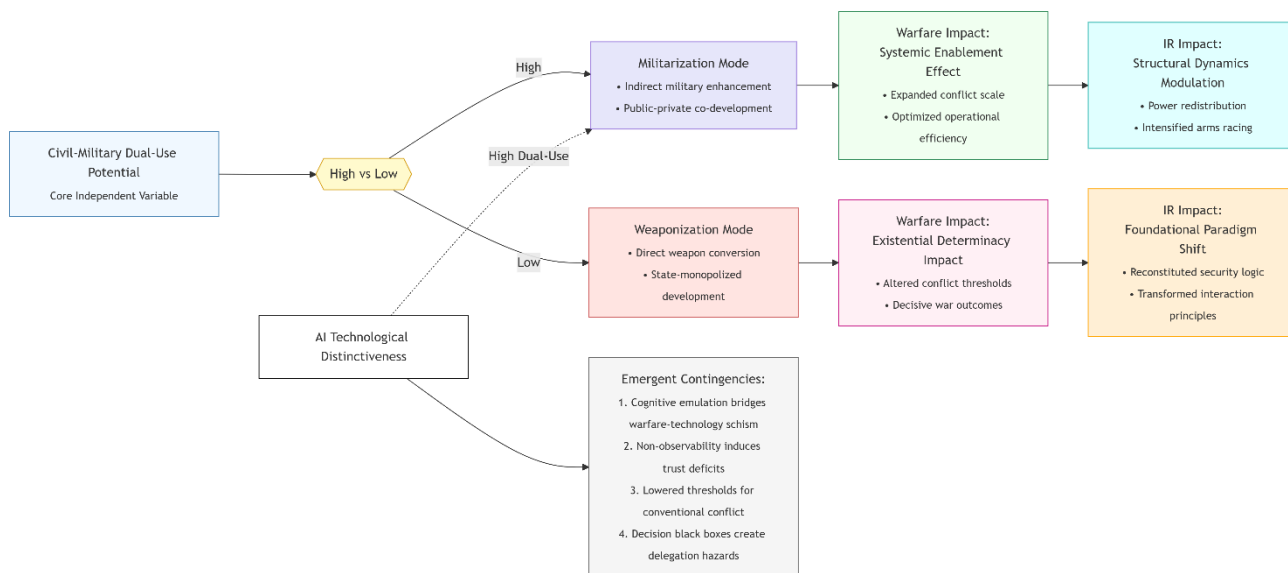 Civil-Military Dual-Use
Potential
Core Independent Variable
High vs Low
High
High Dual-Use
Low
AI Technological
Distinctiveness
Militarization Mode
• Indirect military enhancement
• Public-private co-development
Warfare Impact:
Systemic Enablement
Effect
• Expanded conflict scale
• Optimized operational
efficiency
IR Impact:
Structural Dynamics
Modulation
• Power redistribution
• Intensified arms racing
Weaponization Mode
• Direct weapon conversion
• State-monopolized
development
Warfare Impact:
Existential Determinacy
Impact
• Altered conflict thresholds
• Decisive war outcomes
IR Impact:
Foundational Paradigm
Shift
• Reconstituted security logic
• Transformed interaction
principles
Emergent Contingencies:
1. Cognitive emulation bridges
warfare-technology schism
2. Non-observability induces
trust deficits
3. Lowered thresholds for
conventional conflict
4. Decision black boxes create
delegation hazards